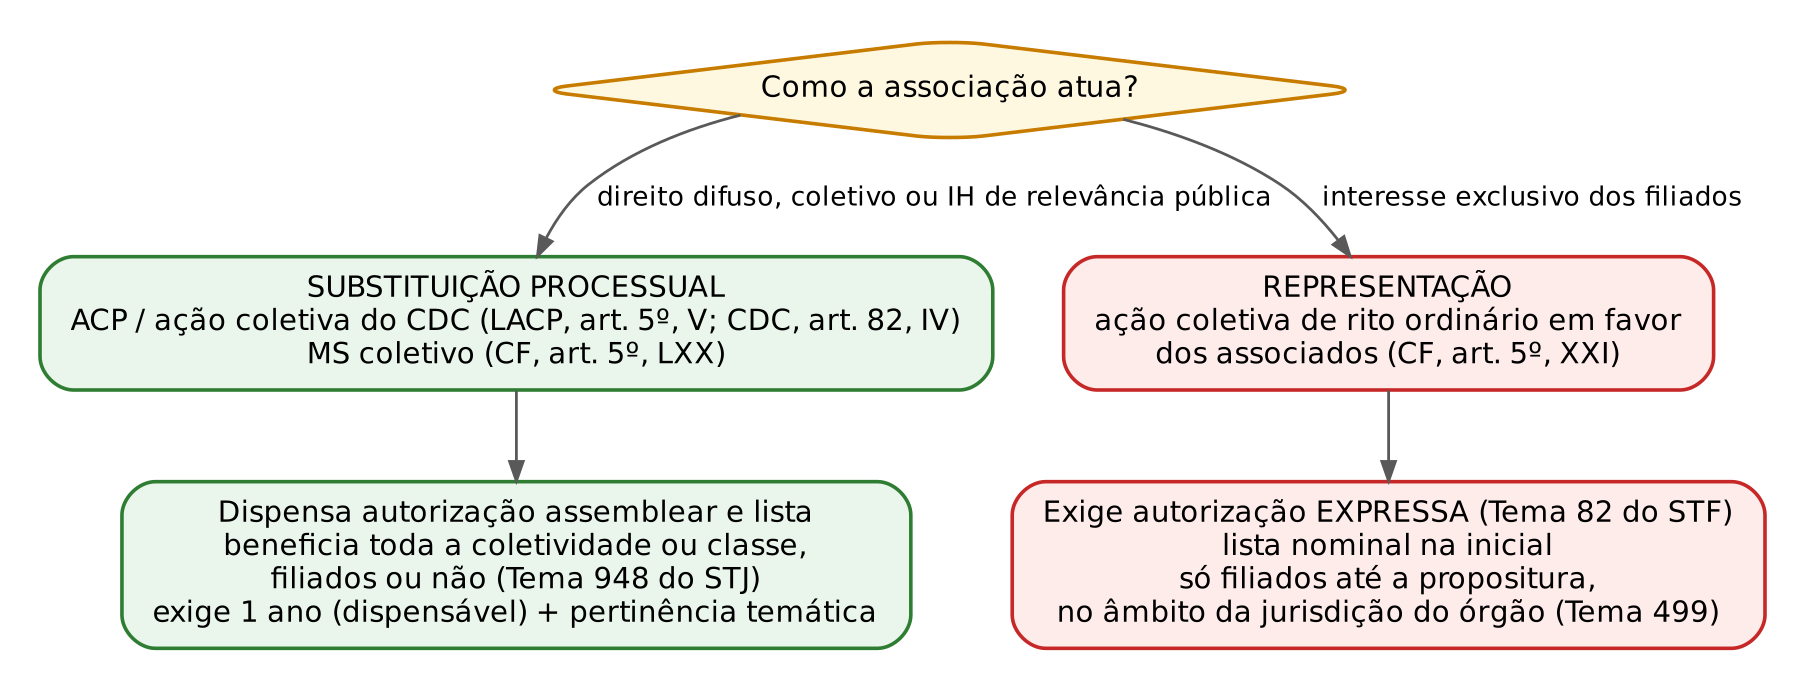 Como a associação atua?
direito difuso, coletivo ou IH de relevância pública
interesse exclusivo dos filiados
SUBSTITUIÇÃO PROCESSUAL
ACP / ação coletiva do CDC (LACP, art. 5º, V; CDC, art. 82, IV)
MS coletivo (CF, art. 5º, LXX)
REPRESENTAÇÃO
ação coletiva de rito ordinário em favor
dos associados (CF, art. 5º, XXI)
Dispensa autorização assemblear e lista
beneficia toda a coletividade ou classe,
filiados ou não (Tema 948 do STJ)
exige 1 ano (dispensável) + pertinência temática
Exige autorização EXPRESSA (Tema 82 do STF)
lista nominal na inicial
só filiados até a propositura,
no âmbito da jurisdição do órgão (Tema 499)